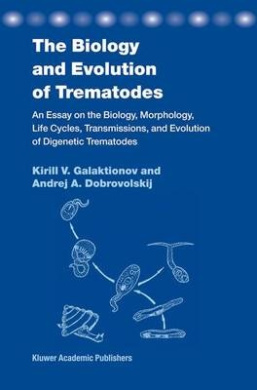 The Biology
and Evolution
of Trematodes
An Essay on the Biology, Morphology,
Life Cycles, Transmissions, and Evolution
of Digenetic Trematodes
Kirill V. Galaktionov and
Andrej A. Dobrovolskij
Kluwer Academic Publishers